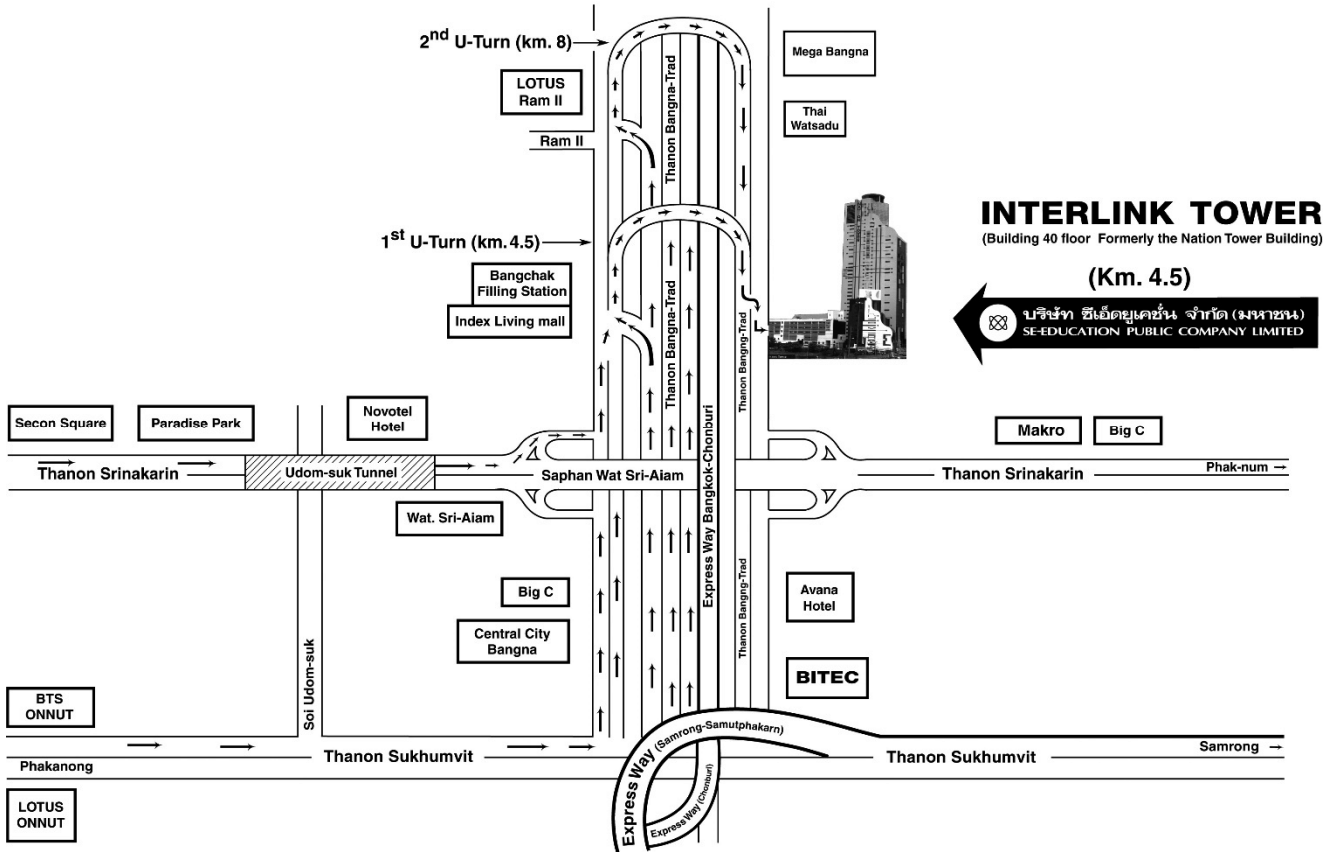 2nd U-Turn (km. 8)
Mega Bangna
LOTUS
Ram II
Thai
Watsadu
Ram II
Thanon Bangna-Trad
INTERLINK TOWER
(Building 40 floor Formerly the Nation Tower Building)
(Km. 4.5)
1st U-Turn (km. 4.5)
Bangchak
Filling Station
Index Living mall
บริษัท ซีเอ็ดยูเคชั่น จำกัด (มหาชน)
SE-EDUCATION PUBLIC COMPANY LIMITED
Thanon Bangna-Trad
Thanon Bangng-Trad
Secon Square
Paradise Park
Novotel
Hotel
Makro
Big C
Thanon Srinakarin
Udom-suk Tunnel
Saphan Wat Sri-Aiam
Thanon Srinakarin
Phak-num
Wat. Sri-Aiam
Express Way Bangkok-Chonburi
Thanon Bangng-Trad
Big C
Avana
Hotel
Central City
Bangna
BITEC
Soi Udom-suk
BTS
ONNUT
Thanon Sukhumvit
Express Way (Samrong-Samutphakarn)
Thanon Sukhumvit
Samrong
Phakanong
Express Way (Chonburi)
LOTUS
ONNUT